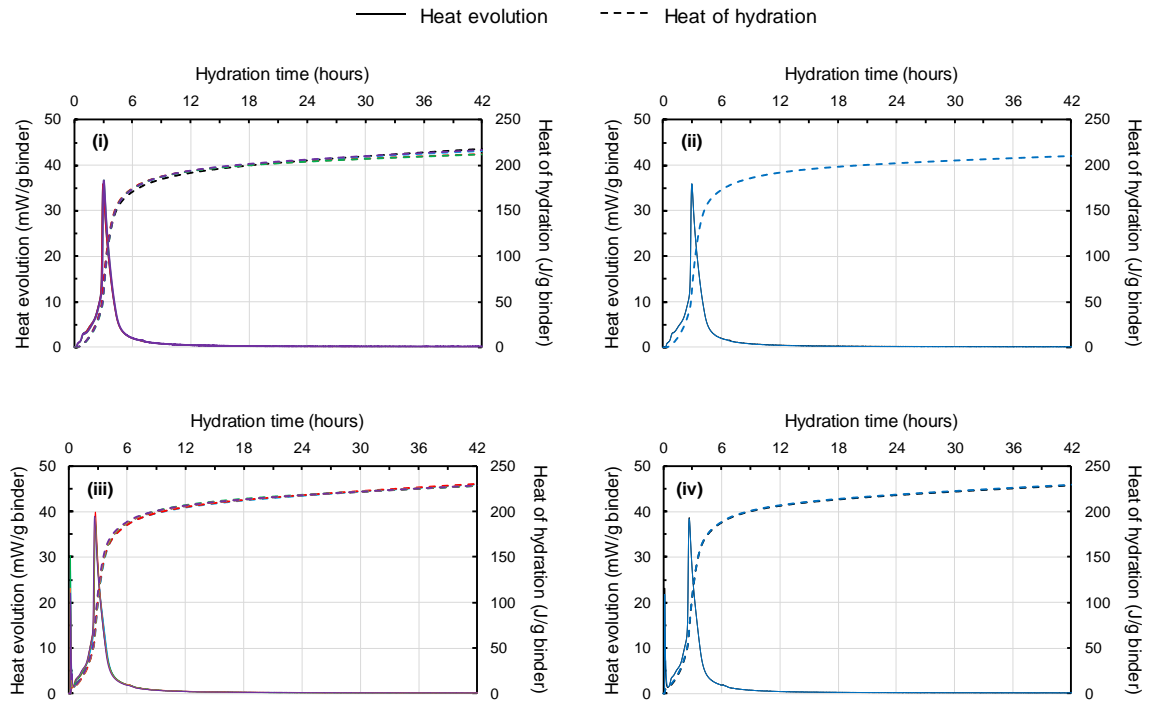 Heat evolution Heat of hydration
Hydration time (hours)
0 6 12 18 24 30 36 42
50 250
40 200
30 150
20 100
10 50
0 0
(i)
Heat evolution (mW/g binder)
Heat of hydration (J/g binder)
Hydration time (hours)
0 6 12 18 24 30 36 42
50 250
40 200
30 150
20 100
10 50
0 0
(ii)
Heat evolution (mW/g binder)
Heat of hydration (J/g binder)
Hydration time (hours)
0 6 12 18 24 30 36 42
50 250
40 200
30 150
20 100
10 50
0 0
(iii)
Heat evolution (mW/g binder)
Heat of hydration (J/g binder)
Hydration time (hours)
0 6 12 18 24 30 36 42
50 250
40 200
30 150
20 100
10 50
0 0
(iv)
Heat evolution (mW/g binder)
Heat of hydration (J/g binder)